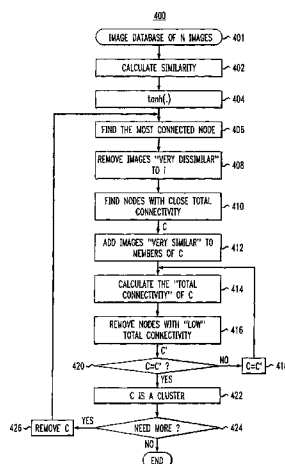 400
IMAGE DATABASE OF N IMAGES 401
CALCULATE SIMILARITY 402
tanh(.) 404
FIND THE MOST CONNECTED NODE 406
REMOVE IMAGES "VERY DISSIMILAR"
TO i 408
FIND NODES WITH CLOSE TOTAL
CONNECTIVITY 410
C
ADD IMAGES "VERY SIMILAR" TO
MEMBERS OF C 412
CALCULATE THE "TOTAL
CONNECTIVITY" OF C 414
REMOVE NODES WITH "LOW"
TOTAL CONNECTIVITY 416
C'
420 C=C' ? NO C=C' 418
YES
C IS A CLUSTER 422
426 REMOVE C YES NEED MORE ? 424
NO
END